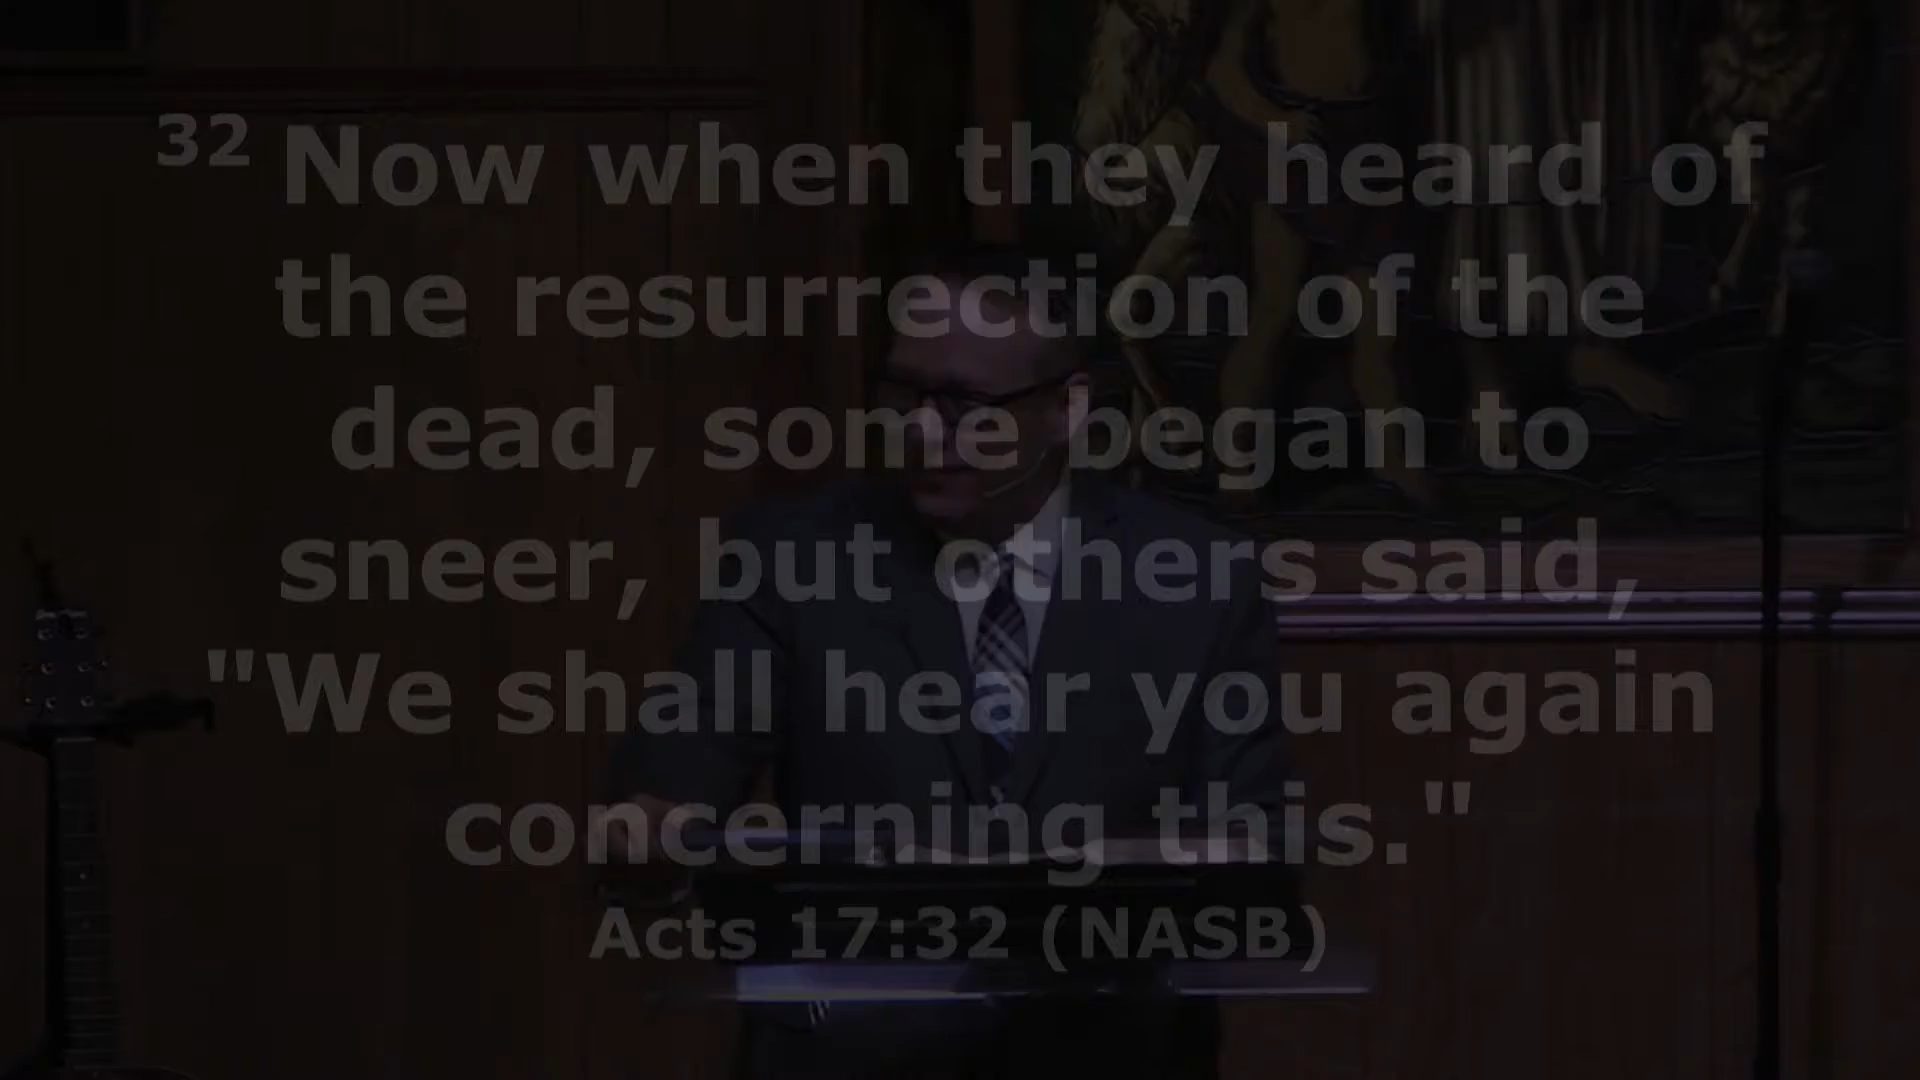 32 Now when they heard of
the resurrection of the
dead, some began to
sneer, but others said,
"We shall hear you again
concerning this."
Acts 17:32 (NASB)